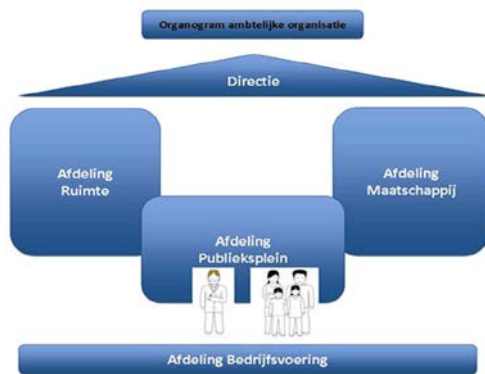 Organogram ambtelijke organisatie
Directie
Afdeling
Ruimte
Afdeling
Maatschappij
Afdeling
Publieksplein
Afdeling Bedrijfsvoering